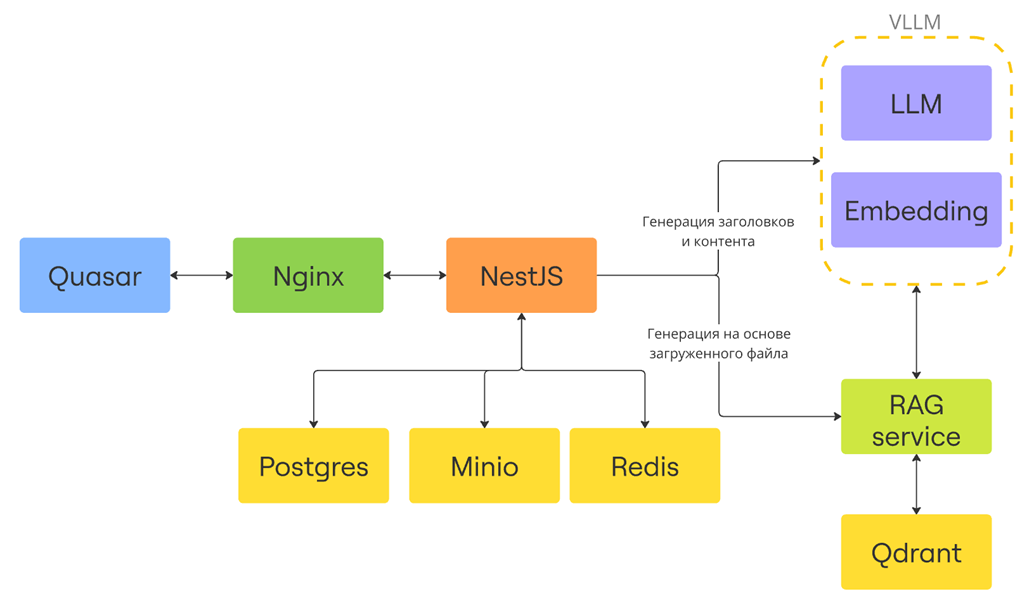 VLLM
LLM
Embedding
Генерация заголовков
и контента
Quasar
Nginx
NestJS
Генерация на основе
загруженного файла
RAG
service
Postgres
Minio
Redis
Qdrant